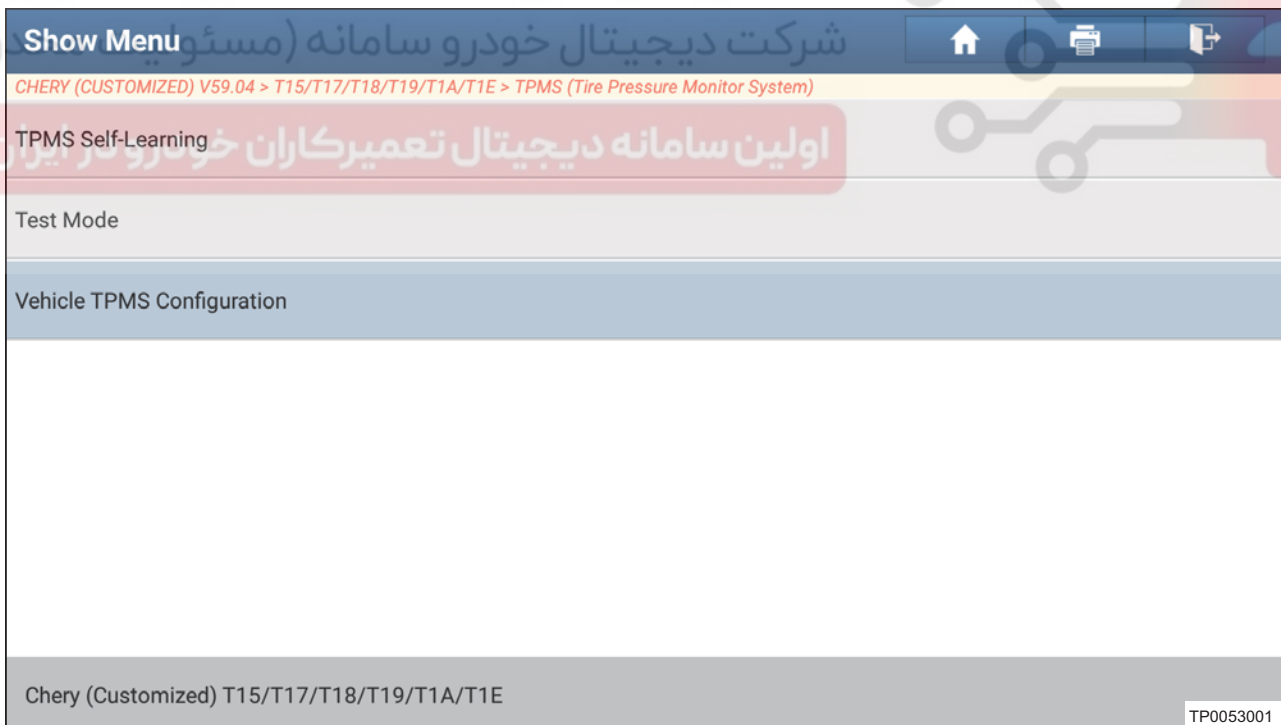 Show Menu
شرکت دیجیتال خودرو سامانه (مسئولیت
CHERY (CUSTOMIZED) V59.04 > T15/T17/T18/T19/T1A/T1E > TPMS (Tire Pressure Monitor System)
TPMS Self-Learning
اولین سامانه دیجیتال تعمیرکاران خودرو در ایران
Test Mode
Vehicle TPMS Configuration
Chery (Customized) T15/T17/T18/T19/T1A/T1E
TP0053001